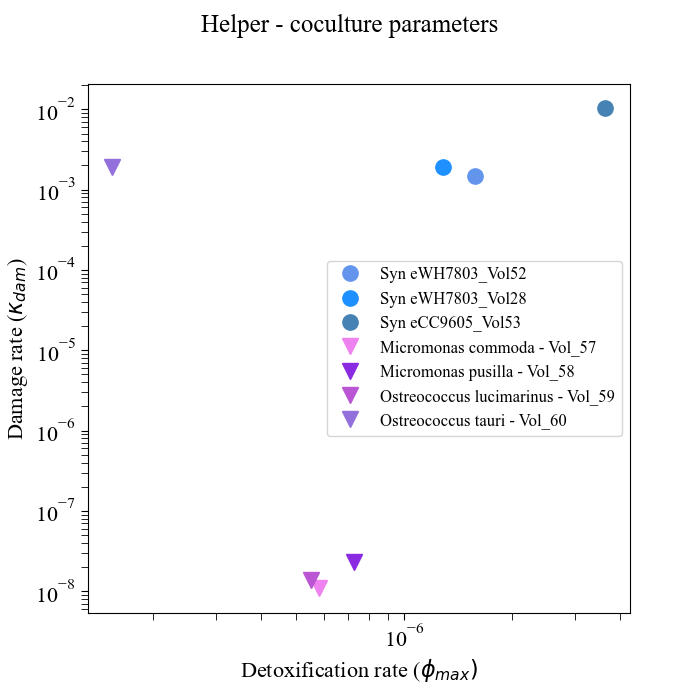 Helper - coculture parameters
10⁻²
10⁻³
10⁻⁴
10⁻⁵
10⁻⁶
10⁻⁷
10⁻⁸
Damage rate (κ_dam)
Syn eWH7803_Vol52
Syn eWH7803_Vol28
Syn eCC9605_Vol53
Micromonas commoda - Vol_57
Micromonas pusilla - Vol_58
Ostreococcus lucimarinus - Vol_59
Ostreococcus tauri - Vol_60
10⁻⁶
Detoxification rate (ϕ_max)